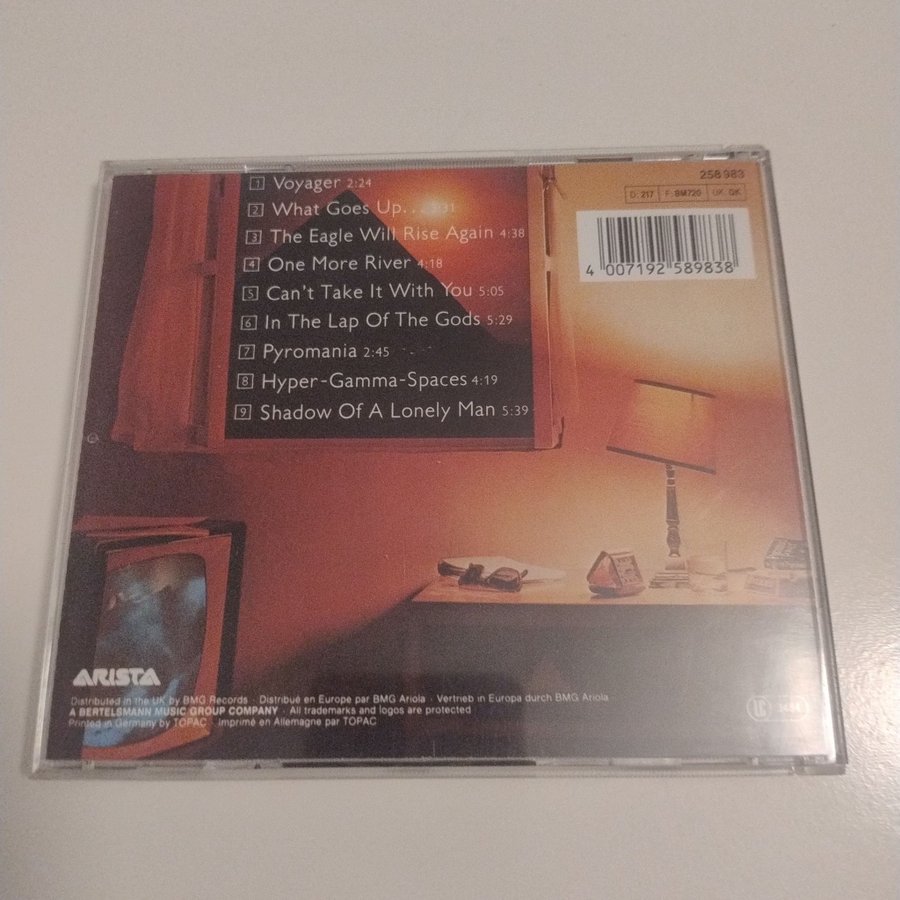 1 Voyager 2:24
2 What Goes Up. . . 3:31
3 The Eagle Will Rise Again 4:38
4 One More River 4:18
5 Can't Take It With You 5:05
6 In The Lap Of The Gods 5:29
7 Pyromania 2:45
8 Hyper-Gamma-Spaces 4:19
9 Shadow Of A Lonely Man 5:39
258 983
D: 217 F: BM720 UK: GK
4 007192 589838
ARISTA
Distributed in the UK by BMG Records · Distribué en Europe par BMG Ariola · Vertrieb in Europa durch BMG Ariola
A BERTELSMANN MUSIC GROUP COMPANY · All trademarks and logos are protected
Printed in Germany by TOPAC · Imprimé en Allemagne par TOPAC